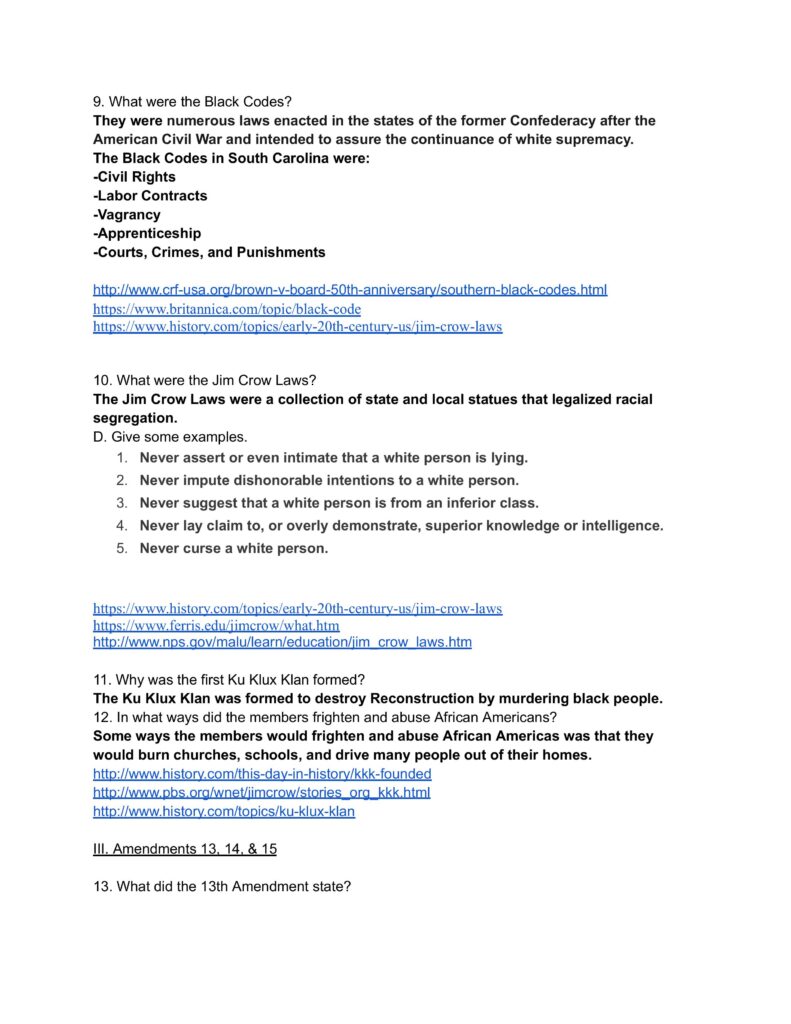 9. What were the Black Codes?
They were numerous laws enacted in the states of the former Confederacy after the
American Civil War and intended to assure the continuance of white supremacy.
The Black Codes in South Carolina were:
-Civil Rights
-Labor Contracts
-Vagrancy
-Apprenticeship
-Courts, Crimes, and Punishments
http://www.crf-usa.org/brown-v-board-50th-anniversary/southern-black-codes.html
https://www.britannica.com/topic/black-code
https://www.history.com/topics/early-20th-century-us/jim-crow-laws
10. What were the Jim Crow Laws?
The Jim Crow Laws were a collection of state and local statues that legalized racial
segregation.
D. Give some examples.
1. Never assert or even intimate that a white person is lying.
2. Never impute dishonorable intentions to a white person.
3. Never suggest that a white person is from an inferior class.
4. Never lay claim to, or overly demonstrate, superior knowledge or intelligence.
5. Never curse a white person.
https://www.history.com/topics/early-20th-century-us/jim-crow-laws
https://www.ferris.edu/jimcrow/what.htm
http://www.nps.gov/malu/learn/education/jim_crow_laws.htm
11. Why was the first Ku Klux Klan formed?
The Ku Klux Klan was formed to destroy Reconstruction by murdering black people.
12. In what ways did the members frighten and abuse African Americans?
Some ways the members would frighten and abuse African Americas was that they
would burn churches, schools, and drive many people out of their homes.
http://www.history.com/this-day-in-history/kkk-founded
http://www.pbs.org/wnet/jimcrow/stories_org_kkk.html
http://www.history.com/topics/ku-klux-klan
III. Amendments 13, 14, & 15
13. What did the 13th Amendment state?